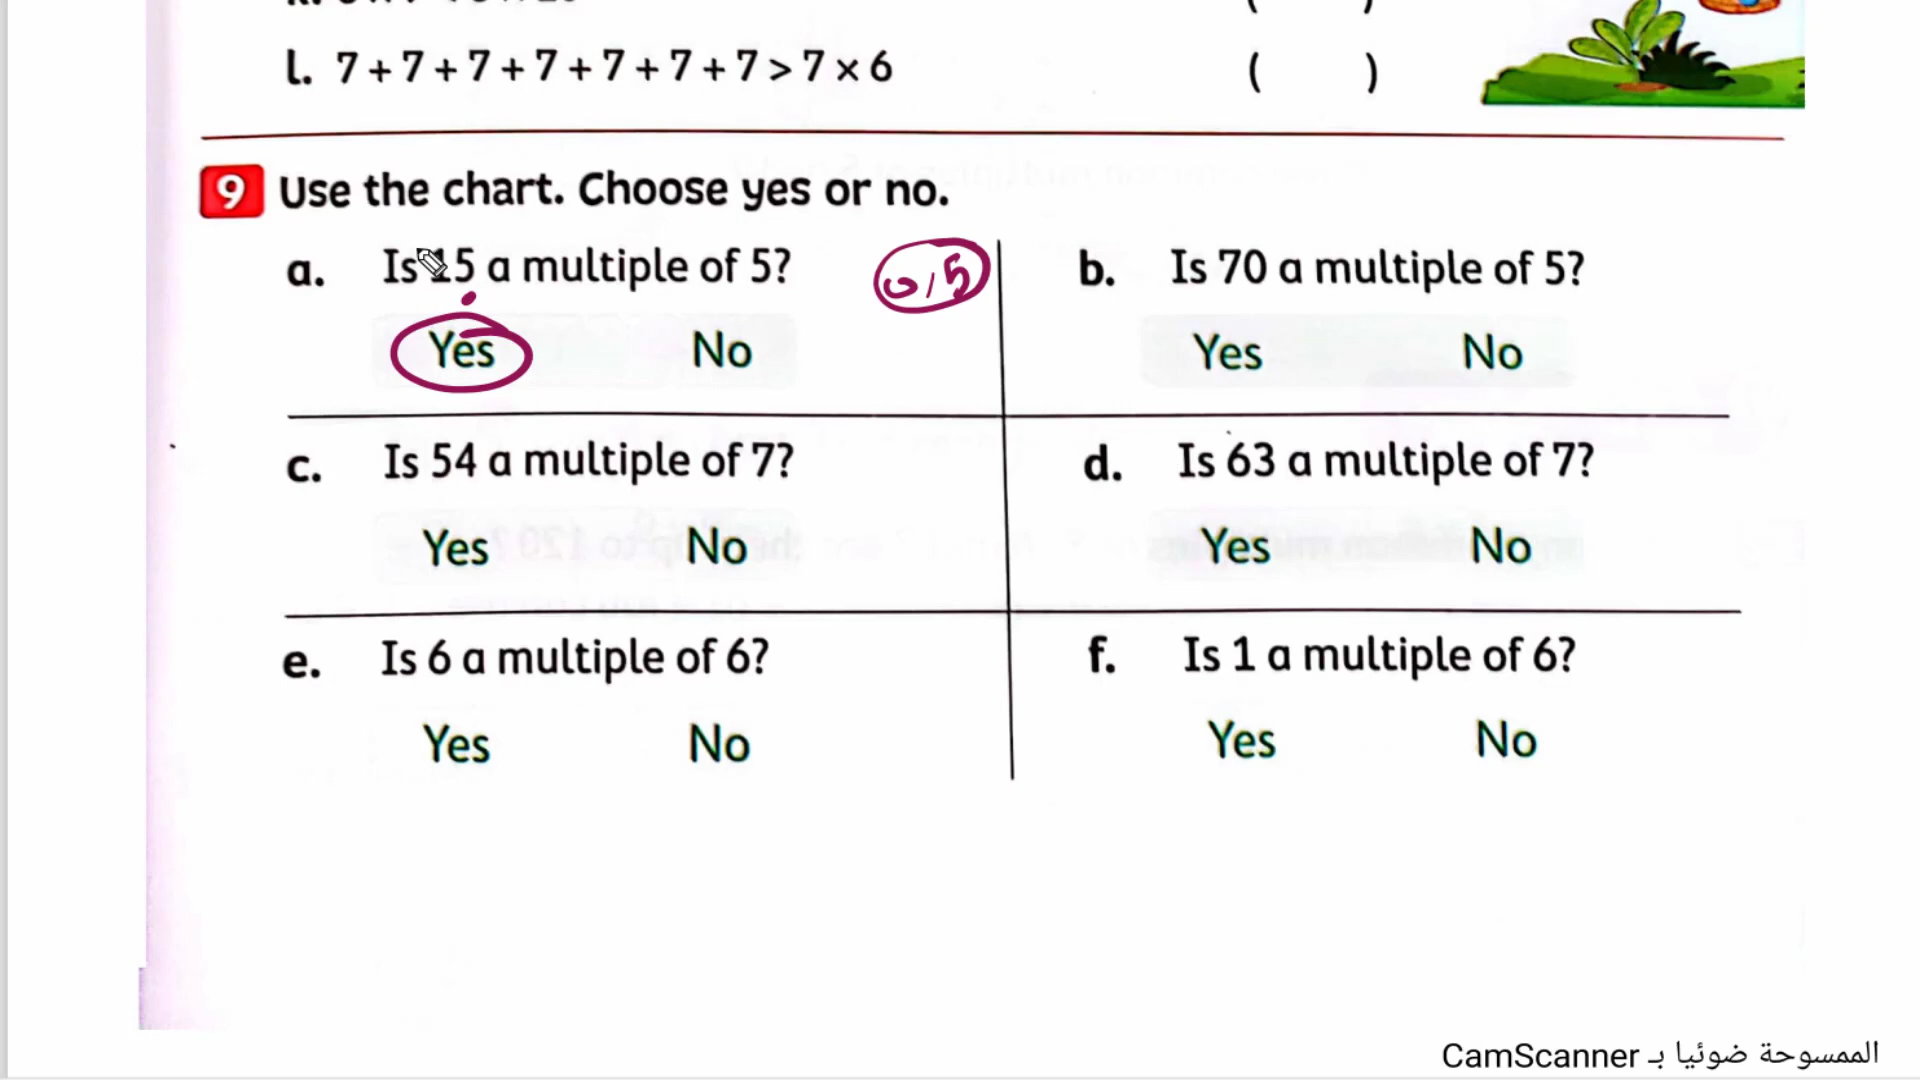 l. 7 + 7 + 7 + 7 + 7 + 7 + 7 > 7 × 6 ( )
9 Use the chart. Choose yes or no.
a. Is 15 a multiple of 5? 0/5
Yes No
b. Is 70 a multiple of 5?
Yes No
c. Is 54 a multiple of 7?
Yes No
d. Is 63 a multiple of 7?
Yes No
e. Is 6 a multiple of 6?
Yes No
f. Is 1 a multiple of 6?
Yes No
الممسوحة ضوئيا بـ CamScanner